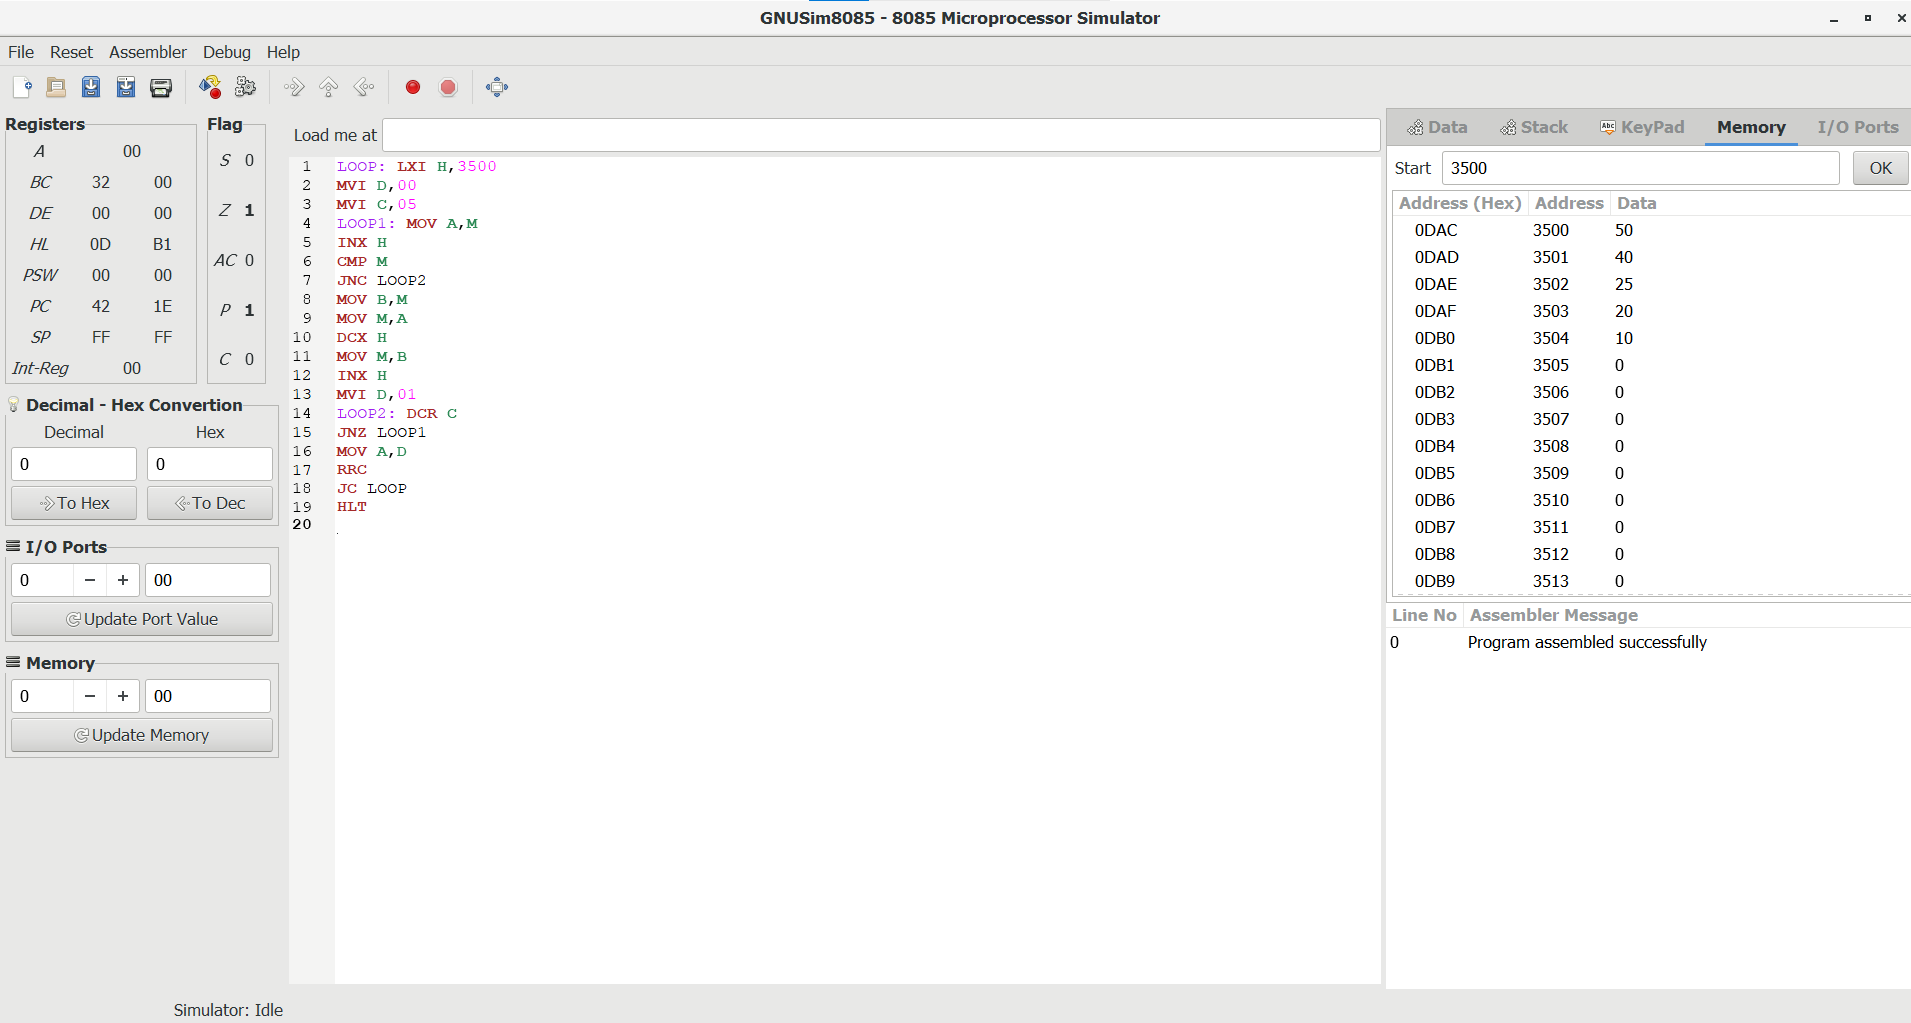 GNUSim8085 - 8085 Microprocessor Simulator
File Reset Assembler Debug Help
Registers
A 00
BC 32 00
DE 00 00
HL 0D B1
PSW 00 00
PC 42 1E
SP FF FF
Int-Reg 00
Flag
S 0
Z 1
AC 0
P 1
C 0
Decimal - Hex Convertion
Decimal Hex
0 0
To Hex To Dec
I/O Ports
0 − + 00
Update Port Value
Memory
0 − + 00
Update Memory
Load me at
1 LOOP: LXI H,3500
2 MVI D,00
3 MVI C,05
4 LOOP1: MOV A,M
5 INX H
6 CMP M
7 JNC LOOP2
8 MOV B,M
9 MOV M,A
10 DCX H
11 MOV M,B
12 INX H
13 MVI D,01
14 LOOP2: DCR C
15 JNZ LOOP1
16 MOV A,D
17 RRC
18 JC LOOP
19 HLT
20
Data Stack Abc KeyPad Memory I/O Ports
Start 3500 OK
Address (Hex) Address Data
0DAC 3500 50
0DAD 3501 40
0DAE 3502 25
0DAF 3503 20
0DB0 3504 10
0DB1 3505 0
0DB2 3506 0
0DB3 3507 0
0DB4 3508 0
0DB5 3509 0
0DB6 3510 0
0DB7 3511 0
0DB8 3512 0
0DB9 3513 0
Line No Assembler Message
0 Program assembled successfully
Simulator: Idle